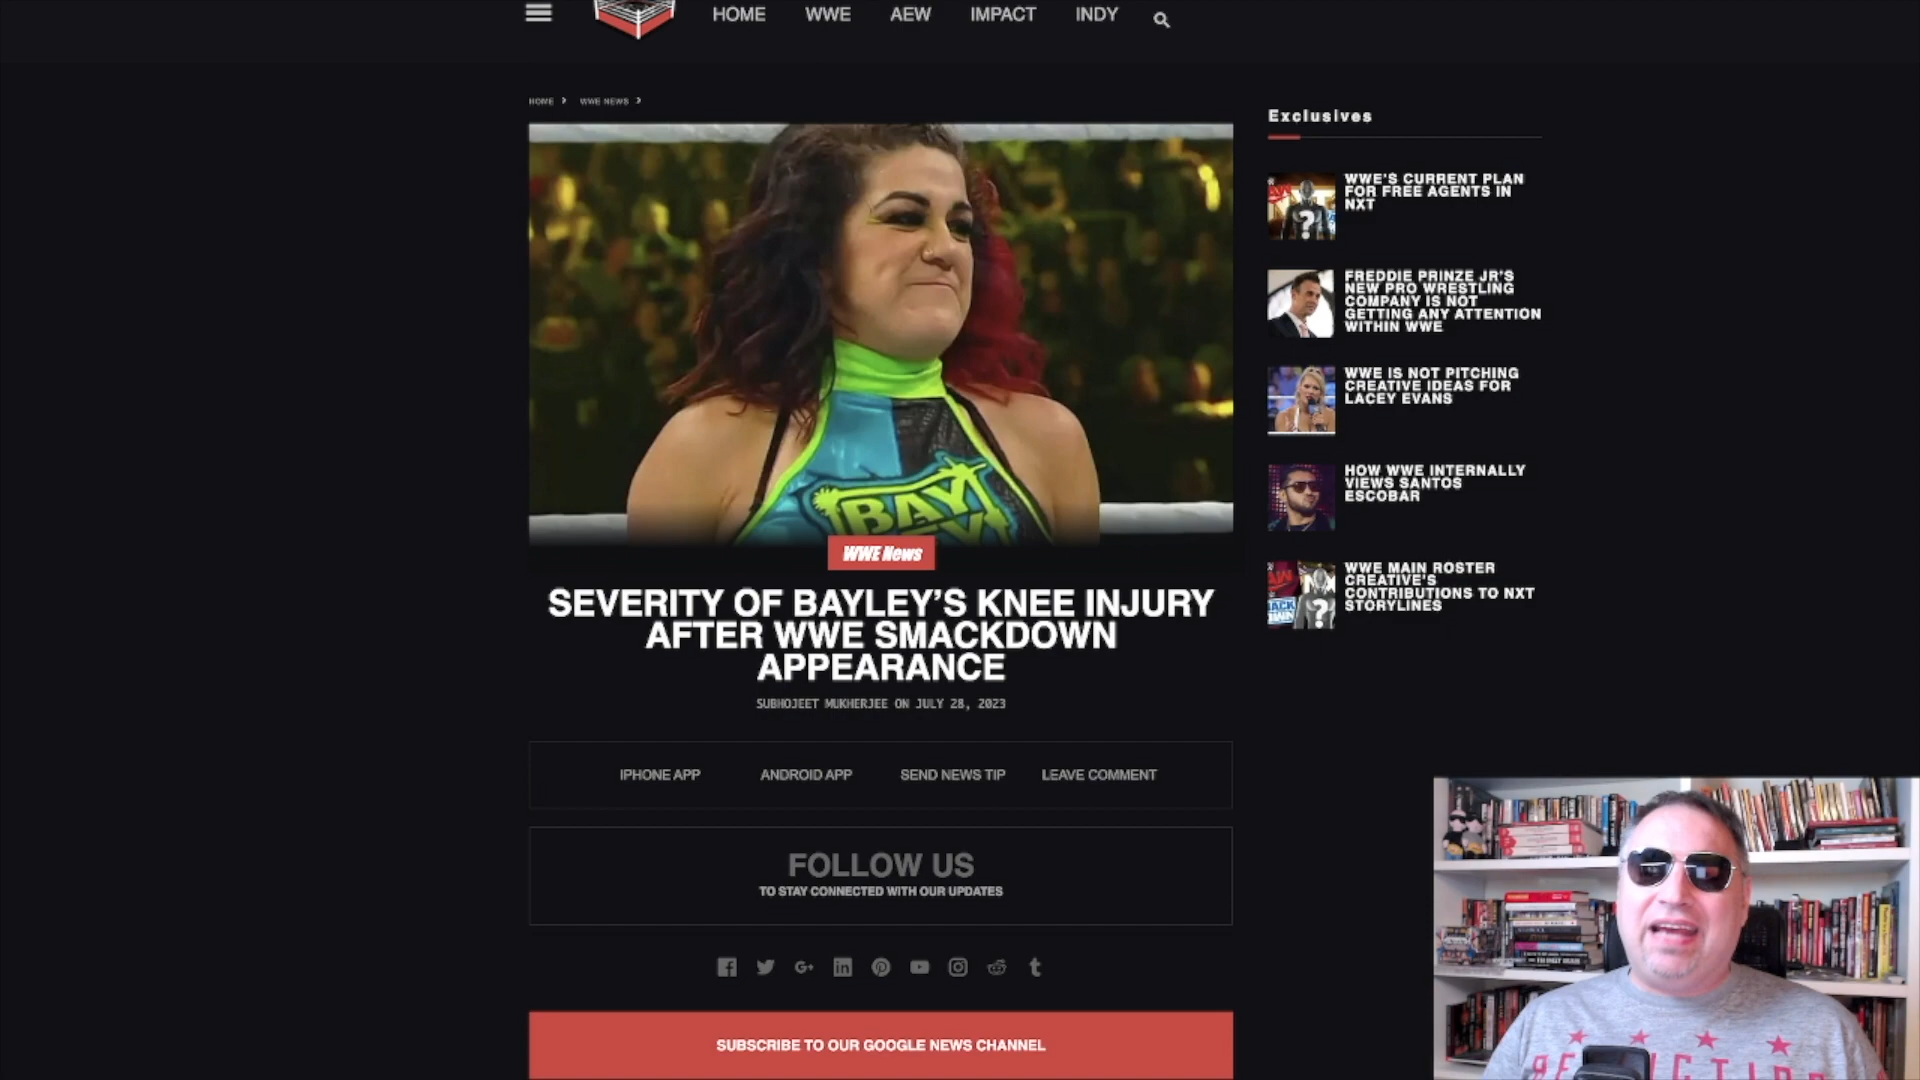 HOME
WWE
AEW
IMPACT
INDY
HOME
WWE NEWS
BAY
WWE News
SEVERITY OF BAYLEY'S KNEE INJURY
AFTER WWE SMACKDOWN
APPEARANCE
SUBHOJEET MUKHERJEE ON JULY 28, 2023
IPHONE APP
ANDROID APP
SEND NEWS TIP
LEAVE COMMENT
FOLLOW US
TO STAY CONNECTED WITH OUR UPDATES
SUBSCRIBE TO OUR GOOGLE NEWS CHANNEL
Exclusives
WWE'S CURRENT PLAN
FOR FREE AGENTS IN
NXT
FREDDIE PRINZE JR'S
NEW PRO WRESTLING
COMPANY IS NOT
GETTING ANY ATTENTION
WITHIN WWE
WWE IS NOT PITCHING
CREATIVE IDEAS FOR
LACEY EVANS
HOW WWE INTERNALLY
VIEWS SANTOS
ESCOBAR
WWE MAIN ROSTER
CREATIVE'S
CONTRIBUTIONS TO NXT
STORYLINES